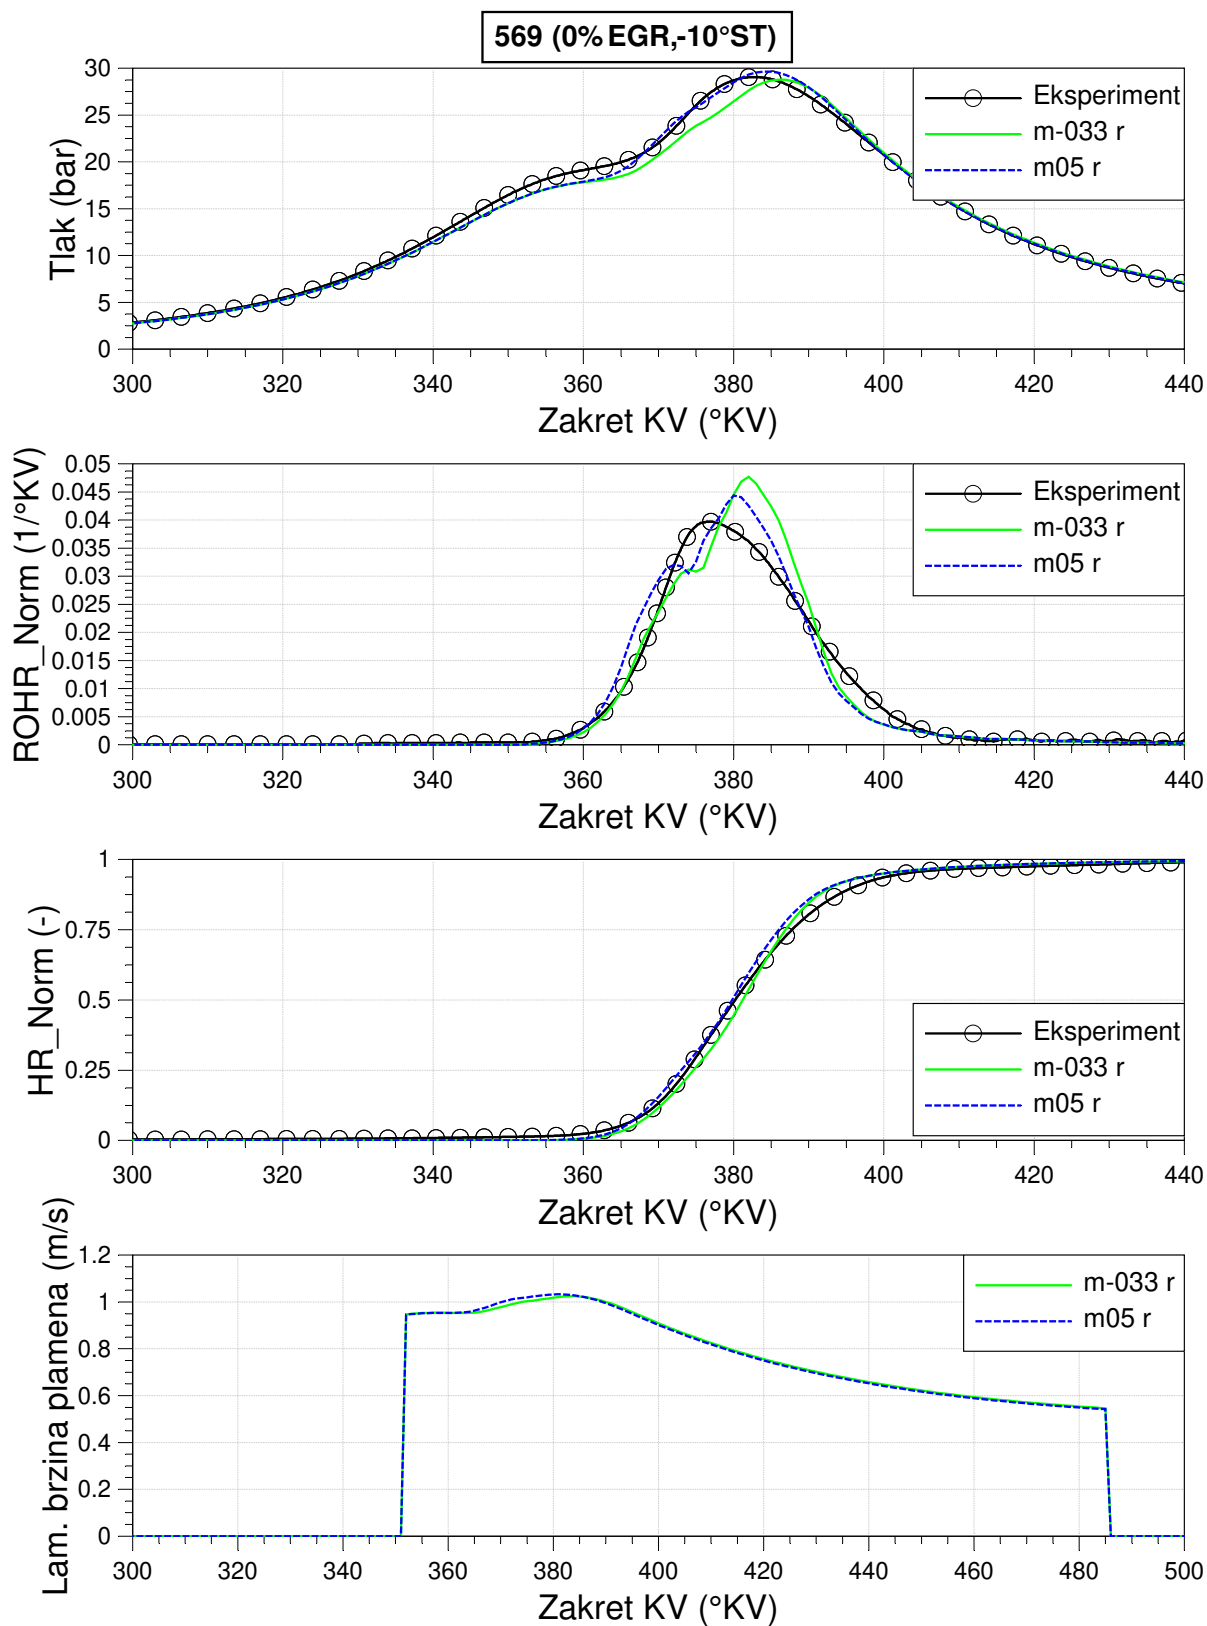 569 (0% EGR,-10°ST)
Tlak (bar)
30
25
20
15
10
5
0
Eksperiment
m-033 r
m05 r
300 320 340 360 380 400 420 440
Zakret KV (°KV)
ROHR_Norm (1/°KV)
0.05
0.045
0.04
0.035
0.03
0.025
0.02
0.015
0.01
0.005
0
Eksperiment
m-033 r
m05 r
300 320 340 360 380 400 420 440
Zakret KV (°KV)
HR_Norm (-)
1
0.75
0.5
0.25
0
Eksperiment
m-033 r
m05 r
300 320 340 360 380 400 420 440
Zakret KV (°KV)
Lam. brzina plamena (m/s)
1.2
1
0.8
0.6
0.4
0.2
0
m-033 r
m05 r
300 320 340 360 380 400 420 440 460 480 500
Zakret KV (°KV)